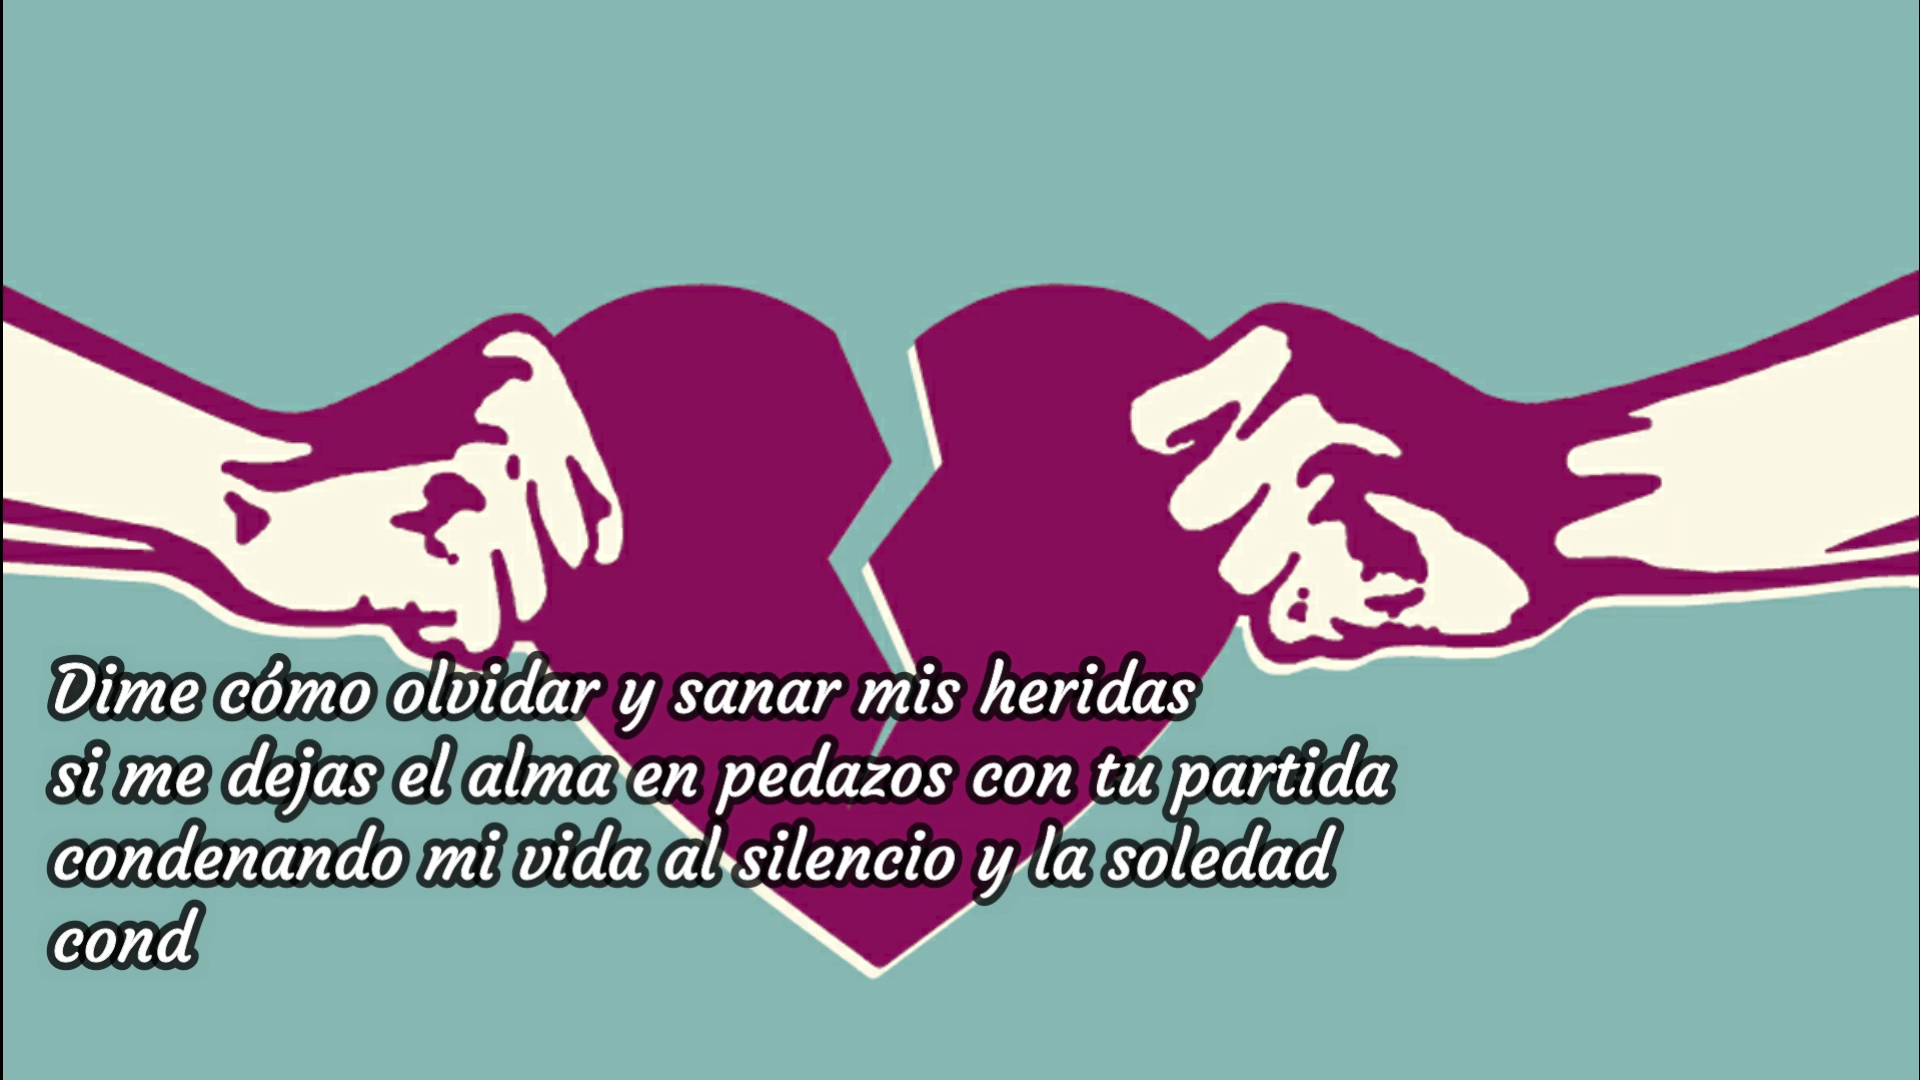 Dime cómo olvidar y sanar mis heridas
si me dejas el alma en pedazos con tu partida
condenando mi vida al silencio y la soledad
cond